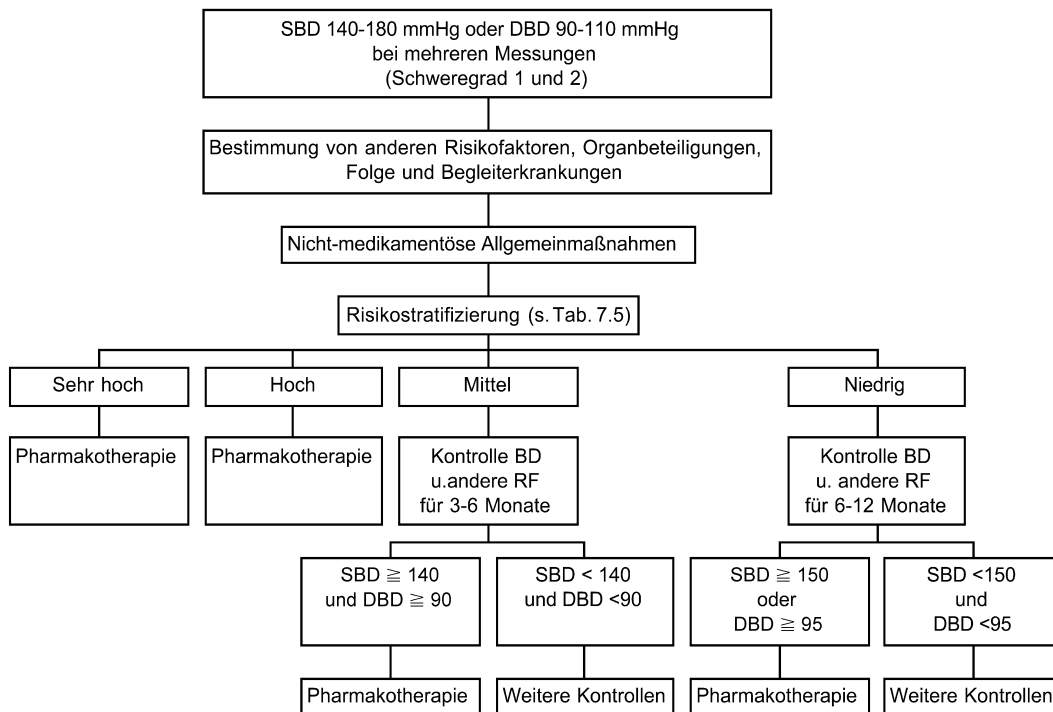 SBD 140-180 mmHg oder DBD 90-110 mmHg
bei mehreren Messungen
(Schweregrad 1 und 2)
Bestimmung von anderen Risikofaktoren, Organbeteiligungen,
Folge und Begleiterkrankungen
Nicht-medikamentöse Allgemeinmaßnahmen
Risikostratifizierung (s. Tab. 7.5)
Sehr hoch
Hoch
Mittel
Niedrig
Pharmakotherapie
Pharmakotherapie
Kontrolle BD
u.andere RF
für 3-6 Monate
Kontrolle BD
u. andere RF
für 6-12 Monate
SBD ≧ 140
und DBD ≧ 90
SBD < 140
und DBD <90
SBD ≧ 150
oder
DBD ≧ 95
SBD <150
und
DBD <95
Pharmakotherapie
Weitere Kontrollen
Pharmakotherapie
Weitere Kontrollen